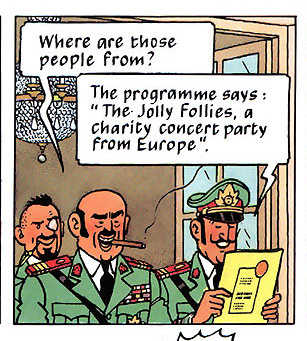 Where are those
people from?
The programme says:
"The Jolly Follies, a
charity concert party
from Europe".